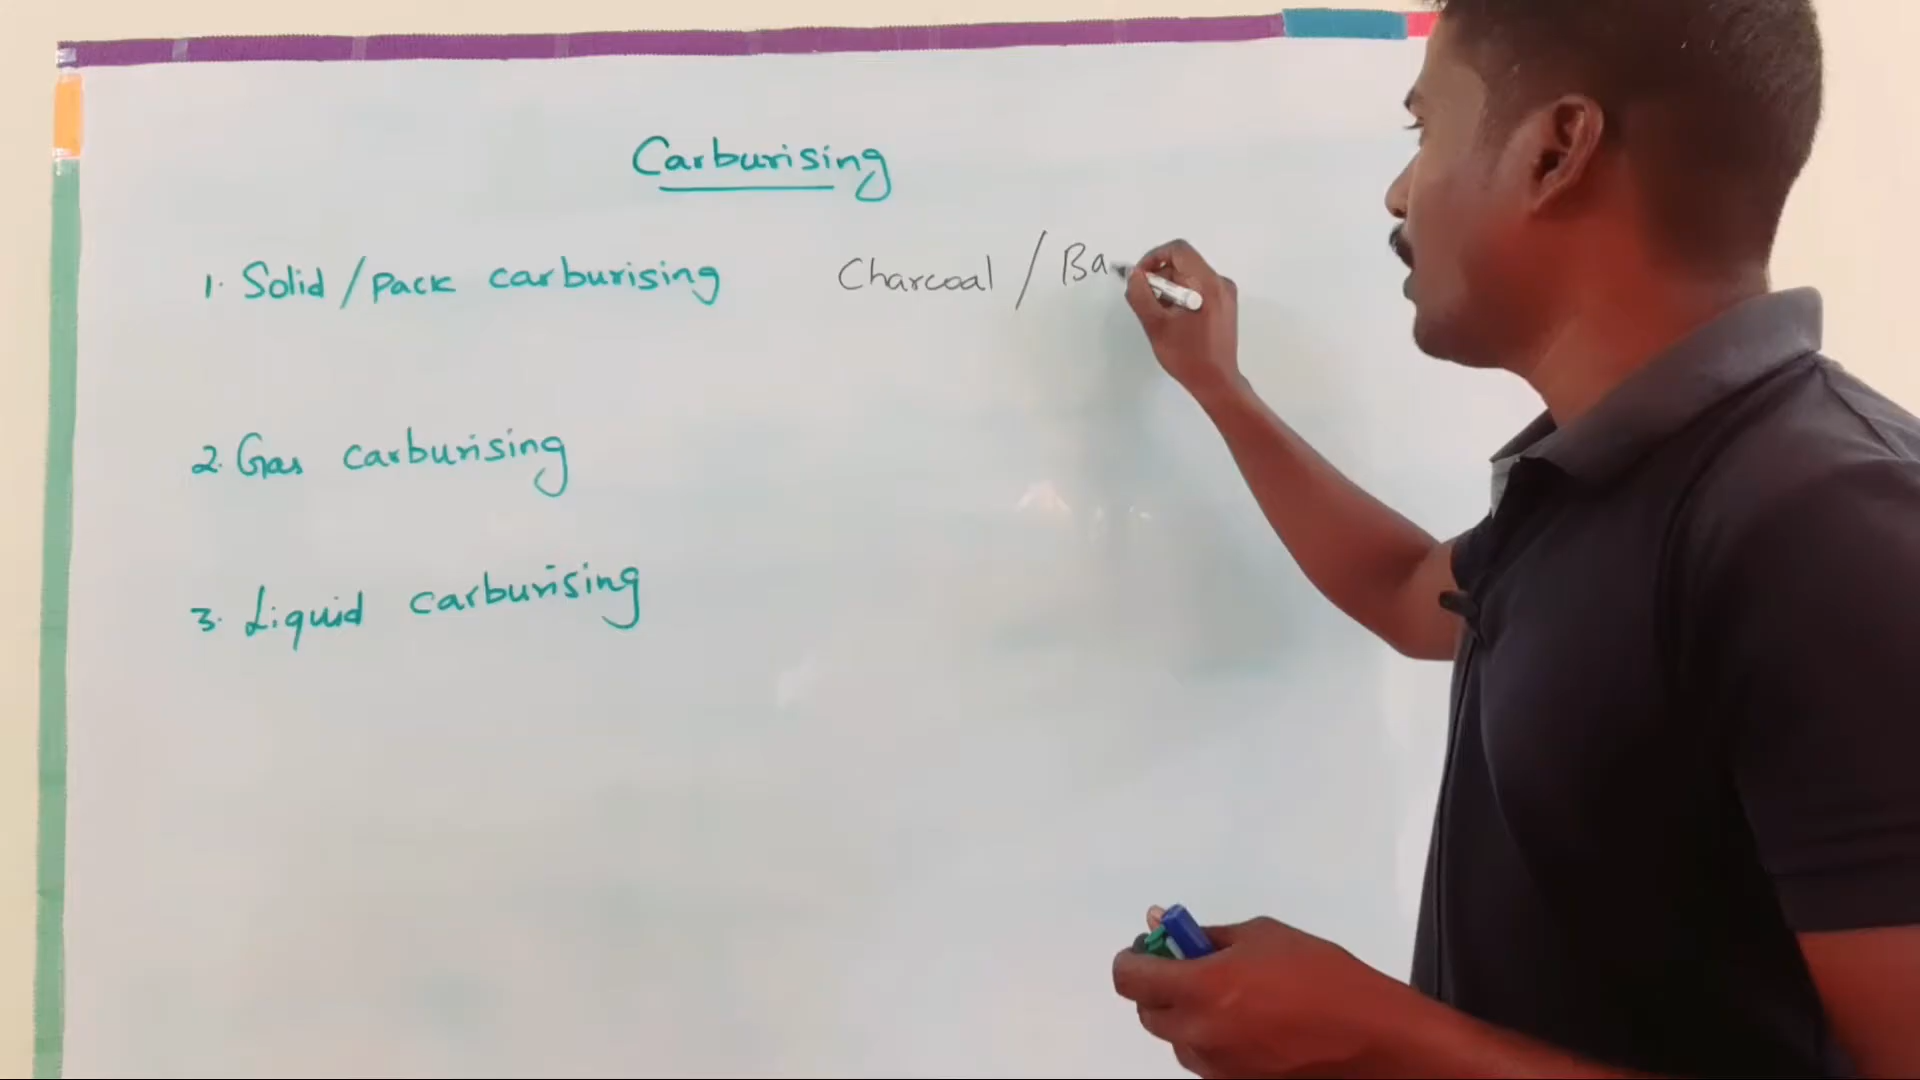 Carburising
1. Solid / pack carburising Charcoal / Ba
2. Gas carburising
3. Liquid carburising